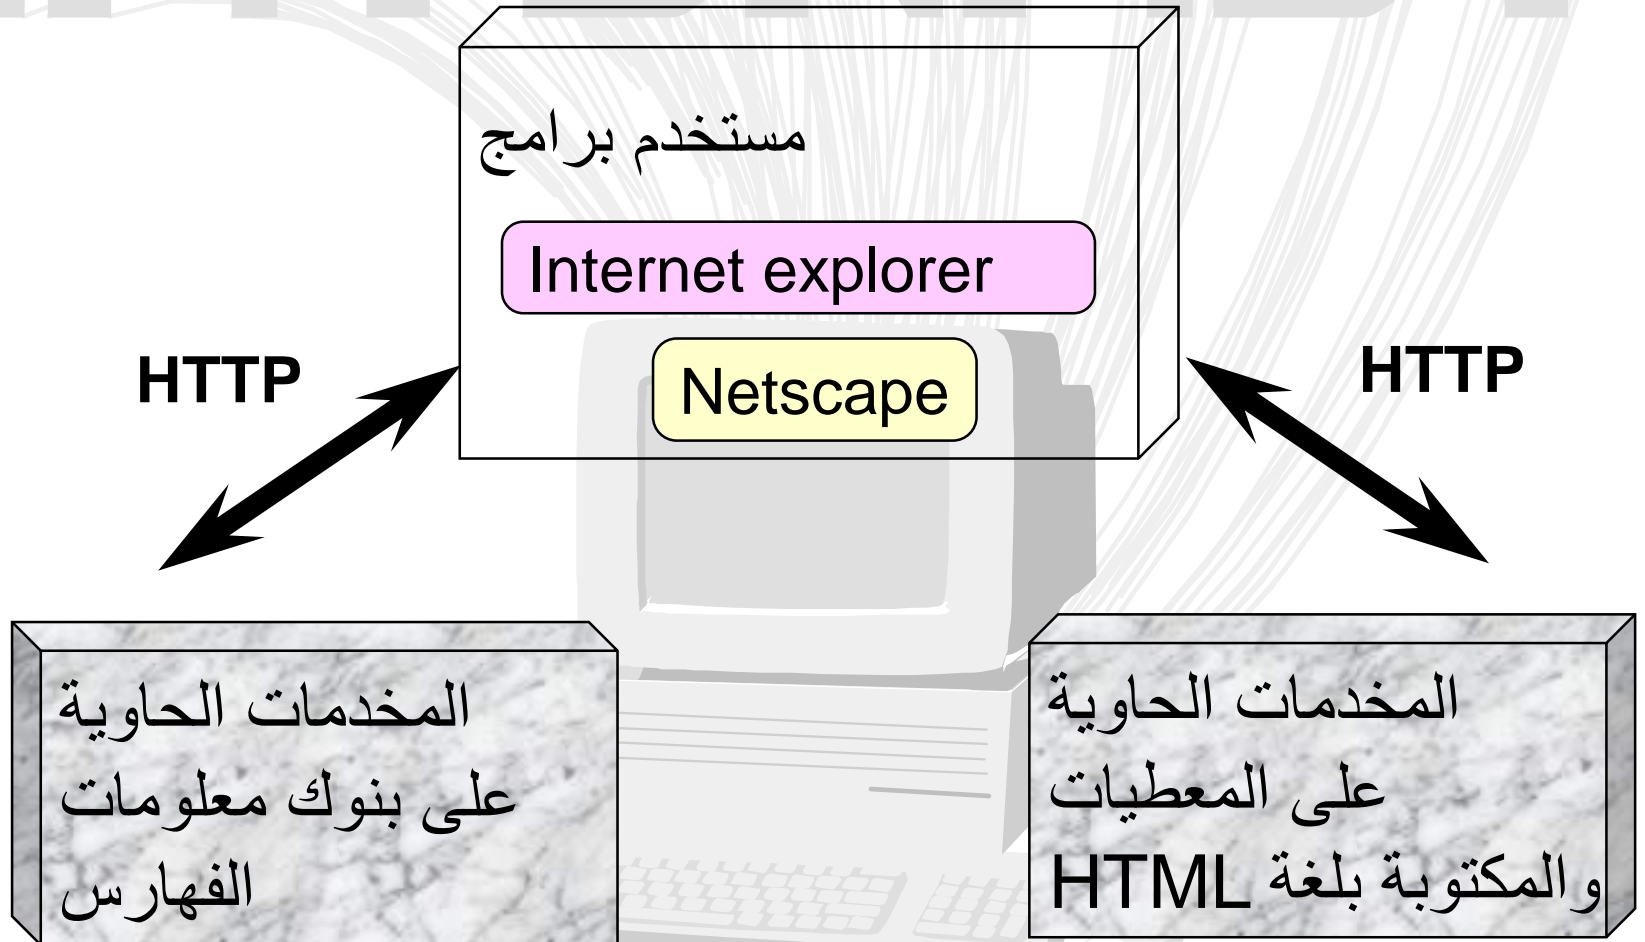 مستخدم برامج
Internet explorer
Netscape
HTTP
HTTP
المخدمات الحاوية
على المعطيات
والمكتوبة بلغة HTML
المخدمات الحاوية
على بنوك معلومات
الفهارس